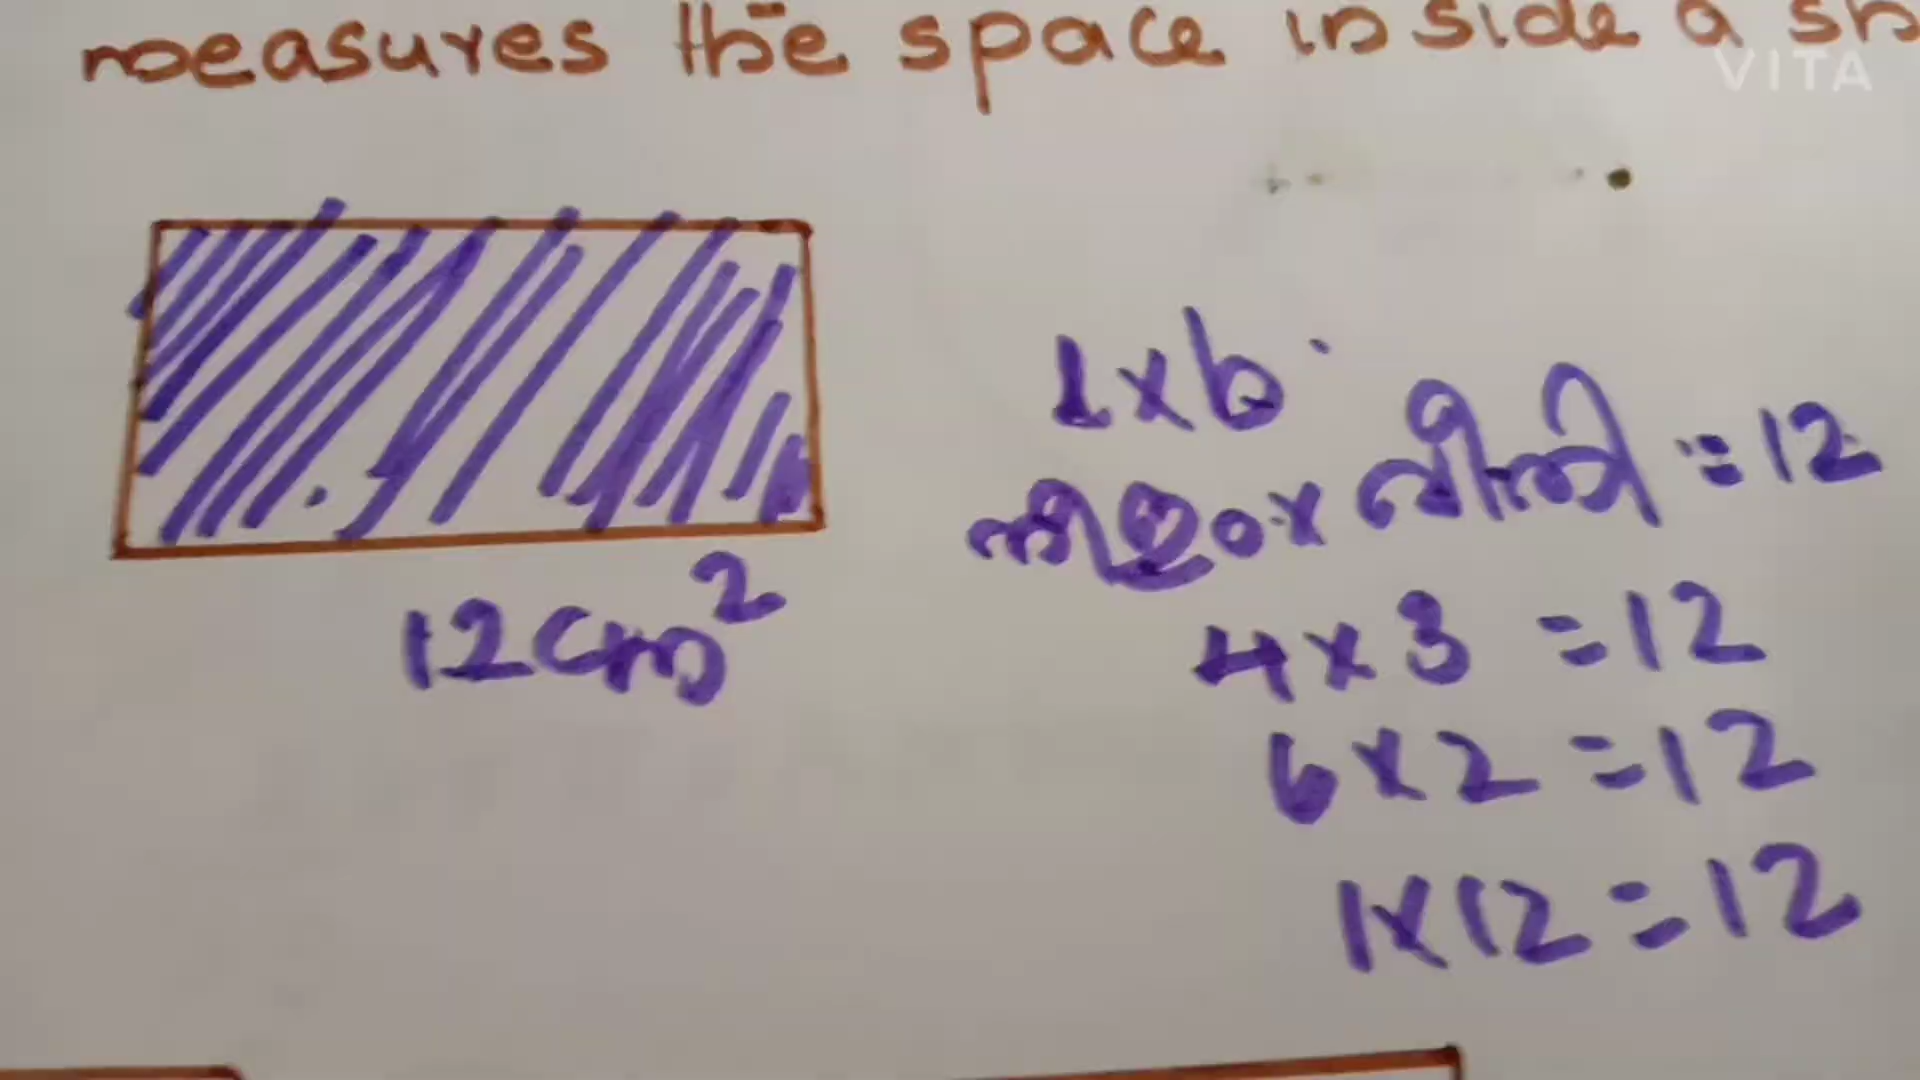 measures the space inside a sh
VITA
l×b
നീളം×വീതി=12
12cm²
4×3=12
6×2=12
1×12=12